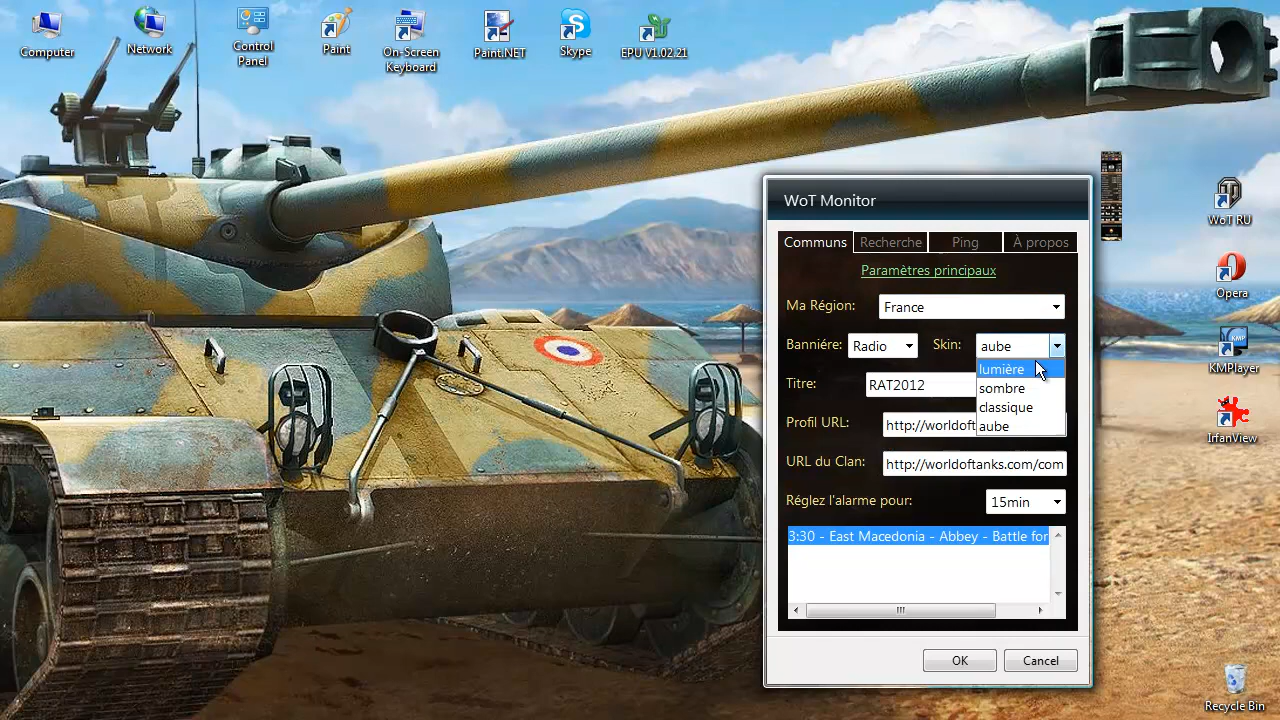 Computer
Network
Control
Panel
Paint
On-Screen
Keyboard
Paint.NET
Skype
EPU V1.02.21
WoT RU
Opera
KMPlayer
IrfanView
Recycle Bin
WoT Monitor
Communs Recherche Ping À propos
Paramètres principaux
Ma Région: France
Banniére: Radio Skin: aube
lumière
sombre
classique
aube
Titre: RAT2012
Profil URL: http://worldoft
URL du Clan: http://worldoftanks.com/com
Réglez l'alarme pour: 15min
3:30 - East Macedonia - Abbey - Battle for
OK Cancel